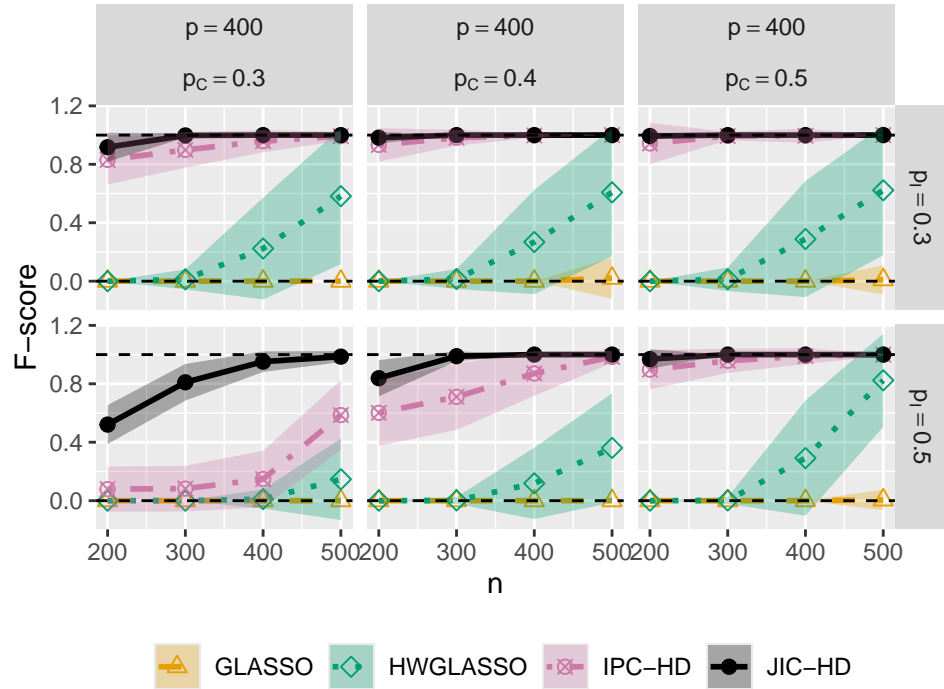 p = 400 p = 400 p = 400
p_C = 0.3 p_C = 0.4 p_C = 0.5
1.2
0.8
0.4
0.0
p_I = 0.3
1.2
0.8
0.4
0.0
p_I = 0.5
F−score
200 300 400 500 200 300 400 500 200 300 400 500
n
GLASSO HWGLASSO IPC−HD JIC−HD